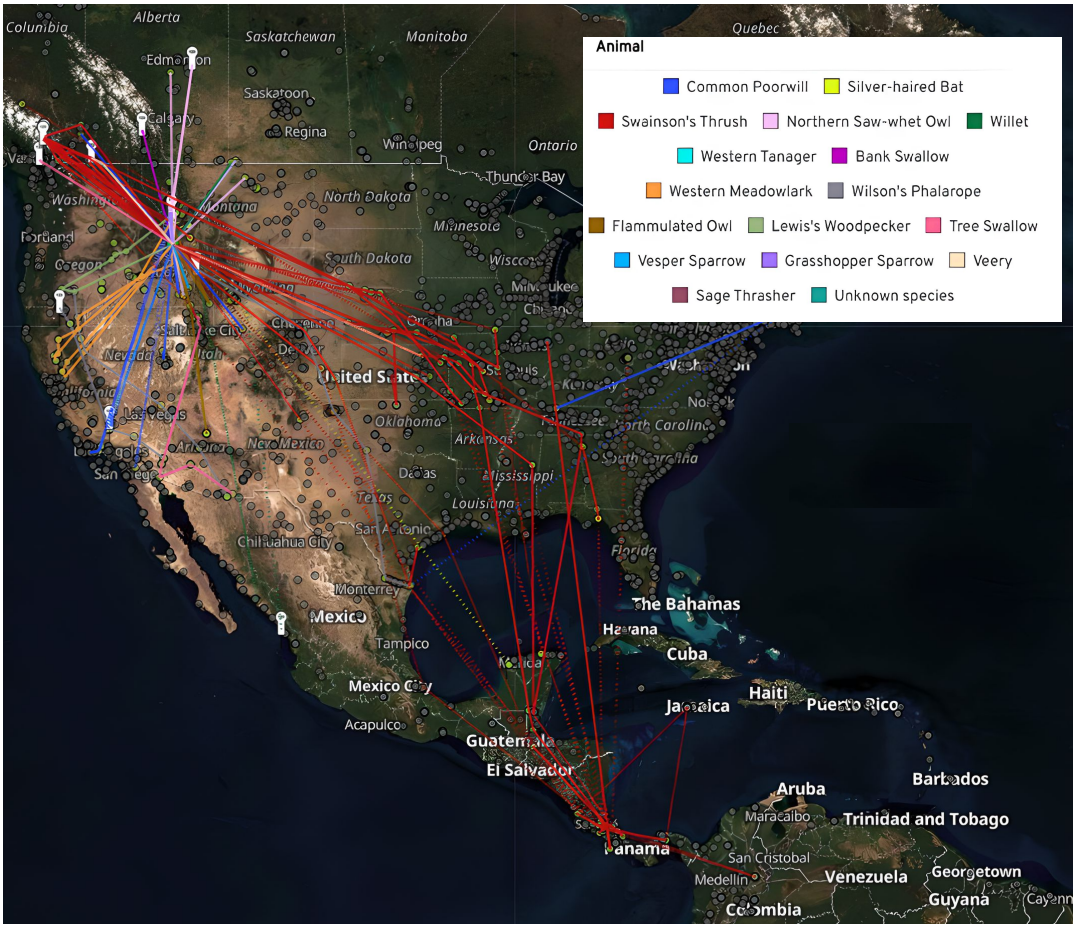 Animal
Common Poorwill Silver-haired Bat
Swainson's Thrush Northern Saw-whet Owl Willet
Western Tanager Bank Swallow
Western Meadowlark Wilson's Phalarope
Flammulated Owl Lewis's Woodpecker Tree Swallow
Vesper Sparrow Grasshopper Sparrow Veery
Sage Thrasher Unknown species
Alberta
Columbia
Quebec
Saskatchewan Manitoba
Edmonton
Saskatoon
Calgary
Regina
Winnipeg Ontario
Thunder Bay
Washington North Dakota
Montana
Portland Minnesota
Oregon South Dakota
Wyoming Milwaukee
Omaha
Salt Lake City Cheyenne
Nevada Utah
United States Washington
California
Las Vegas Oklahoma Tennessee North Carolina
Arizona New Mexico Arkansas
San Diego Dallas Mississippi South Carolina
Texas Louisiana
San Antonio
Chihuahua City Florida
Monterrey
The Bahamas
Mexico
Havana
Tampico Cuba
Merida
Mexico City Haiti
Jamaica Puerto Rico
Acapulco
Guatemala
El Salvador Barbados
Aruba
Maracaibo Trinidad and Tobago
Panama
San Cristobal
Medellin Venezuela Georgetown
Guyana
Colombia